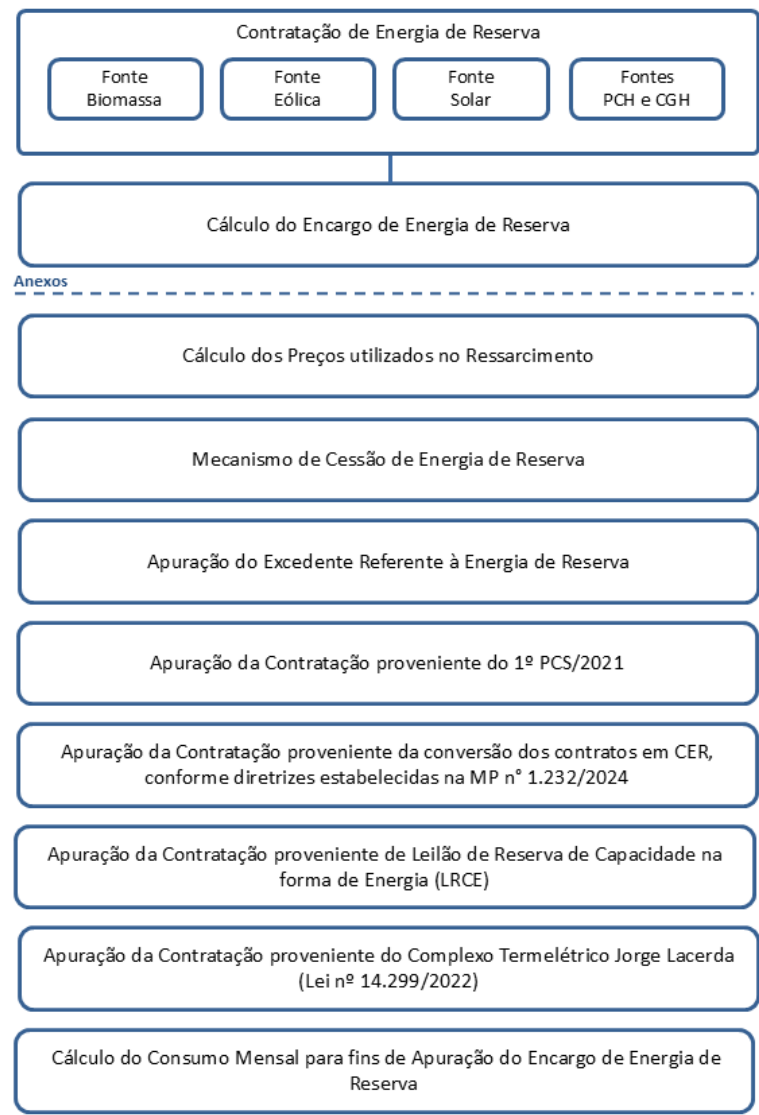 Contratação de Energia de Reserva
Fonte
Biomassa
Fonte
Eólica
Fonte
Solar
Fontes
PCH e CGH
Cálculo do Encargo de Energia de Reserva
Anexos
Cálculo dos Preços utilizados no Ressarcimento
Mecanismo de Cessão de Energia de Reserva
Apuração do Excedente Referente à Energia de Reserva
Apuração da Contratação proveniente do 1º PCS/2021
Apuração da Contratação proveniente da conversão dos contratos em CER,
conforme diretrizes estabelecidas na MP n° 1.232/2024
Apuração da Contratação proveniente de Leilão de Reserva de Capacidade na
forma de Energia (LRCE)
Apuração da Contratação proveniente do Complexo Termelétrico Jorge Lacerda
(Lei nº 14.299/2022)
Cálculo do Consumo Mensal para fins de Apuração do Encargo de Energia de
Reserva